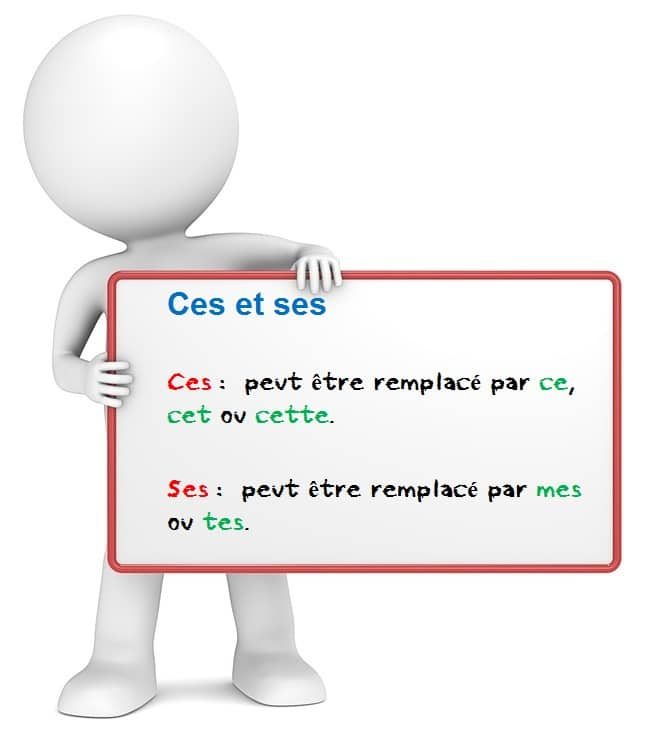 Ces et ses
Ces : peut être remplacé par ce,
cet ou cette.
Ses : peut être remplacé par mes
ou tes.